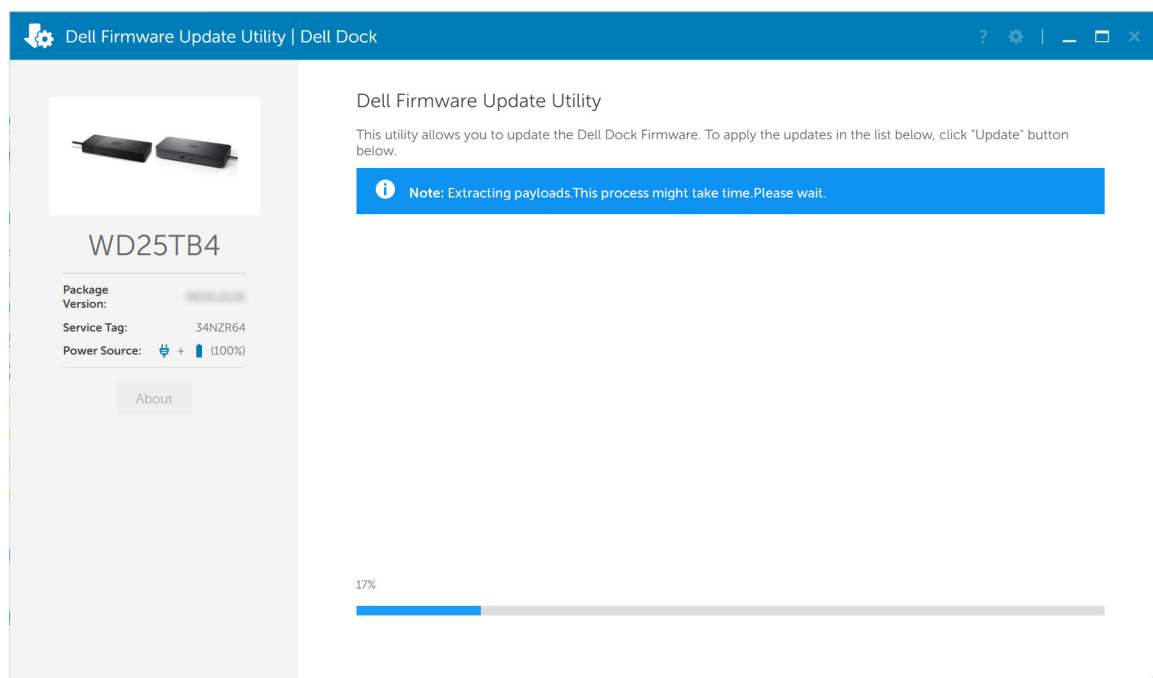 Dell Firmware Update Utility | Dell Dock
?
Dell Firmware Update Utility
This utility allows you to update the Dell Dock Firmware. To apply the updates in the list below, click "Update" button
below.
Note: Extracting payloads.This process might take time.Please wait.
WD25TB4
Package
Version:
Service Tag: 34NZR64
Power Source: + (100%)
About
17%